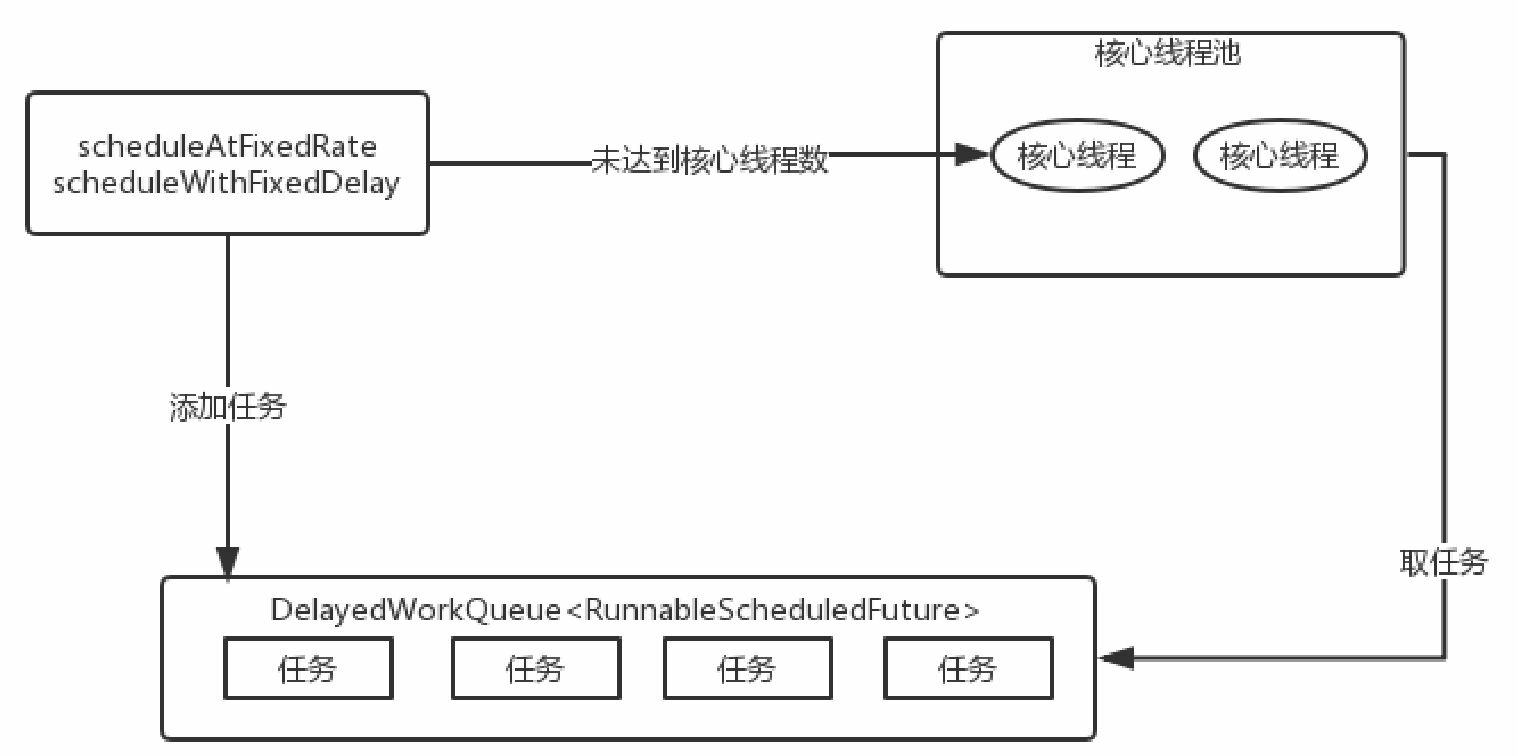 核心线程池
scheduleAtFixedRate
scheduleWithFixedDelay
未达到核心线程数
核心线程
核心线程
添加任务
取任务
DelayedWorkQueue<RunnableScheduledFuture>
任务
任务
任务
任务